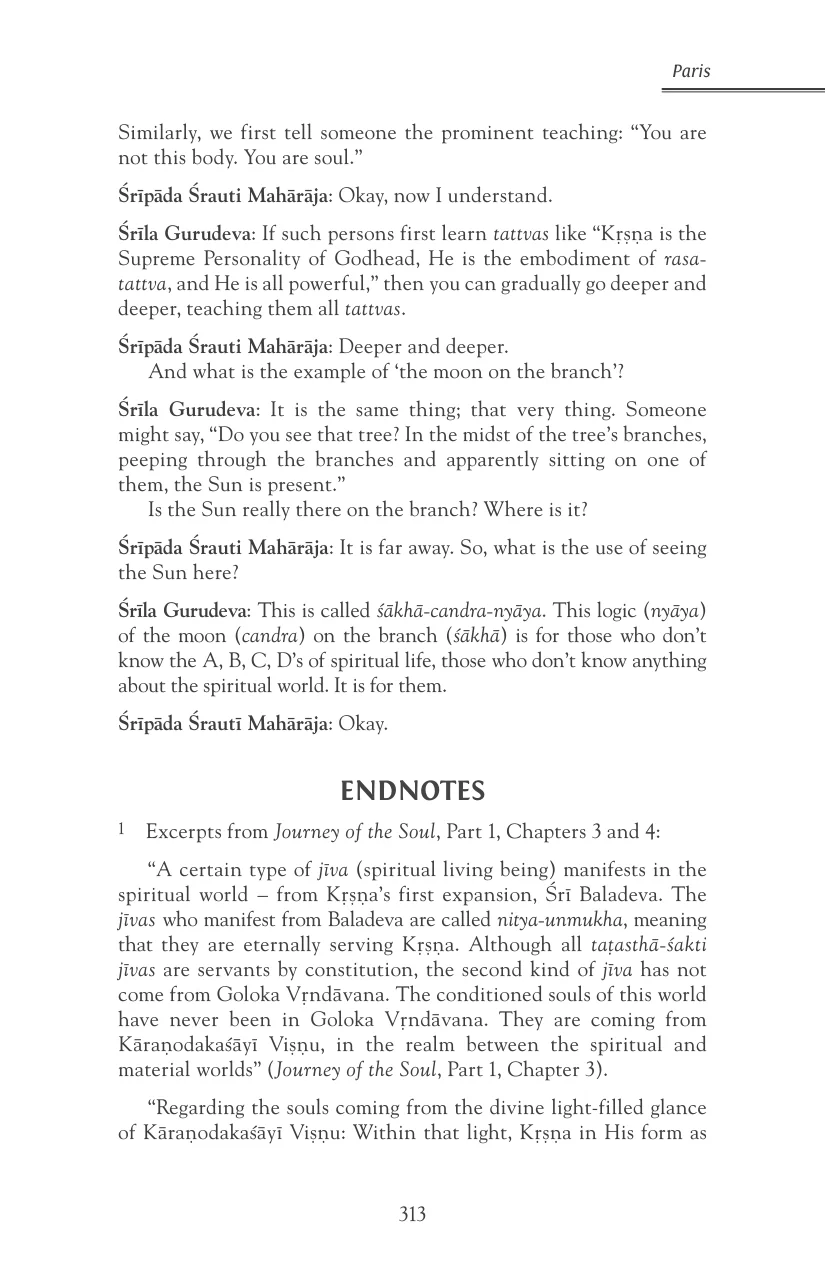 Paris
Similarly, we first tell someone the prominent teaching: “You are
not this body. You are soul.”
Śrīpāda Śrauti Mahārāja: Okay, now I understand.
Śrīla Gurudeva: If such persons first learn tattvas like “Kṛṣṇa is the
Supreme Personality of Godhead, He is the embodiment of rasa-
tattva, and He is all powerful,” then you can gradually go deeper and
deeper, teaching them all tattvas.
Śrīpāda Śrauti Mahārāja: Deeper and deeper.
And what is the example of ‘the moon on the branch’?
Śrīla Gurudeva: It is the same thing; that very thing. Someone
might say, “Do you see that tree? In the midst of the tree’s branches,
peeping through the branches and apparently sitting on one of
them, the Sun is present.”
Is the Sun really there on the branch? Where is it?
Śrīpāda Śrauti Mahārāja: It is far away. So, what is the use of seeing
the Sun here?
Śrīla Gurudeva: This is called śākhā-candra-nyāya. This logic (nyāya)
of the moon (candra) on the branch (śākhā) is for those who don’t
know the A, B, C, D’s of spiritual life, those who don’t know anything
about the spiritual world. It is for them.
Śrīpāda Śrautī Mahārāja: Okay.
ENDNOTES
1 Excerpts from Journey of the Soul, Part 1, Chapters 3 and 4:
“A certain type of jīva (spiritual living being) manifests in the
spiritual world – from Kṛṣṇa’s first expansion, Śrī Baladeva. The
jīvas who manifest from Baladeva are called nitya-unmukha, meaning
that they are eternally serving Kṛṣṇa. Although all taṭasthā-śakti
jīvas are servants by constitution, the second kind of jīva has not
come from Goloka Vṛndāvana. The conditioned souls of this world
have never been in Goloka Vṛndāvana. They are coming from
Kāraṇodakaśāyī Viṣṇu, in the realm between the spiritual and
material worlds” (Journey of the Soul, Part 1, Chapter 3).
“Regarding the souls coming from the divine light-filled glance
of Kāraṇodakaśāyī Viṣṇu: Within that light, Kṛṣṇa in His form as
313